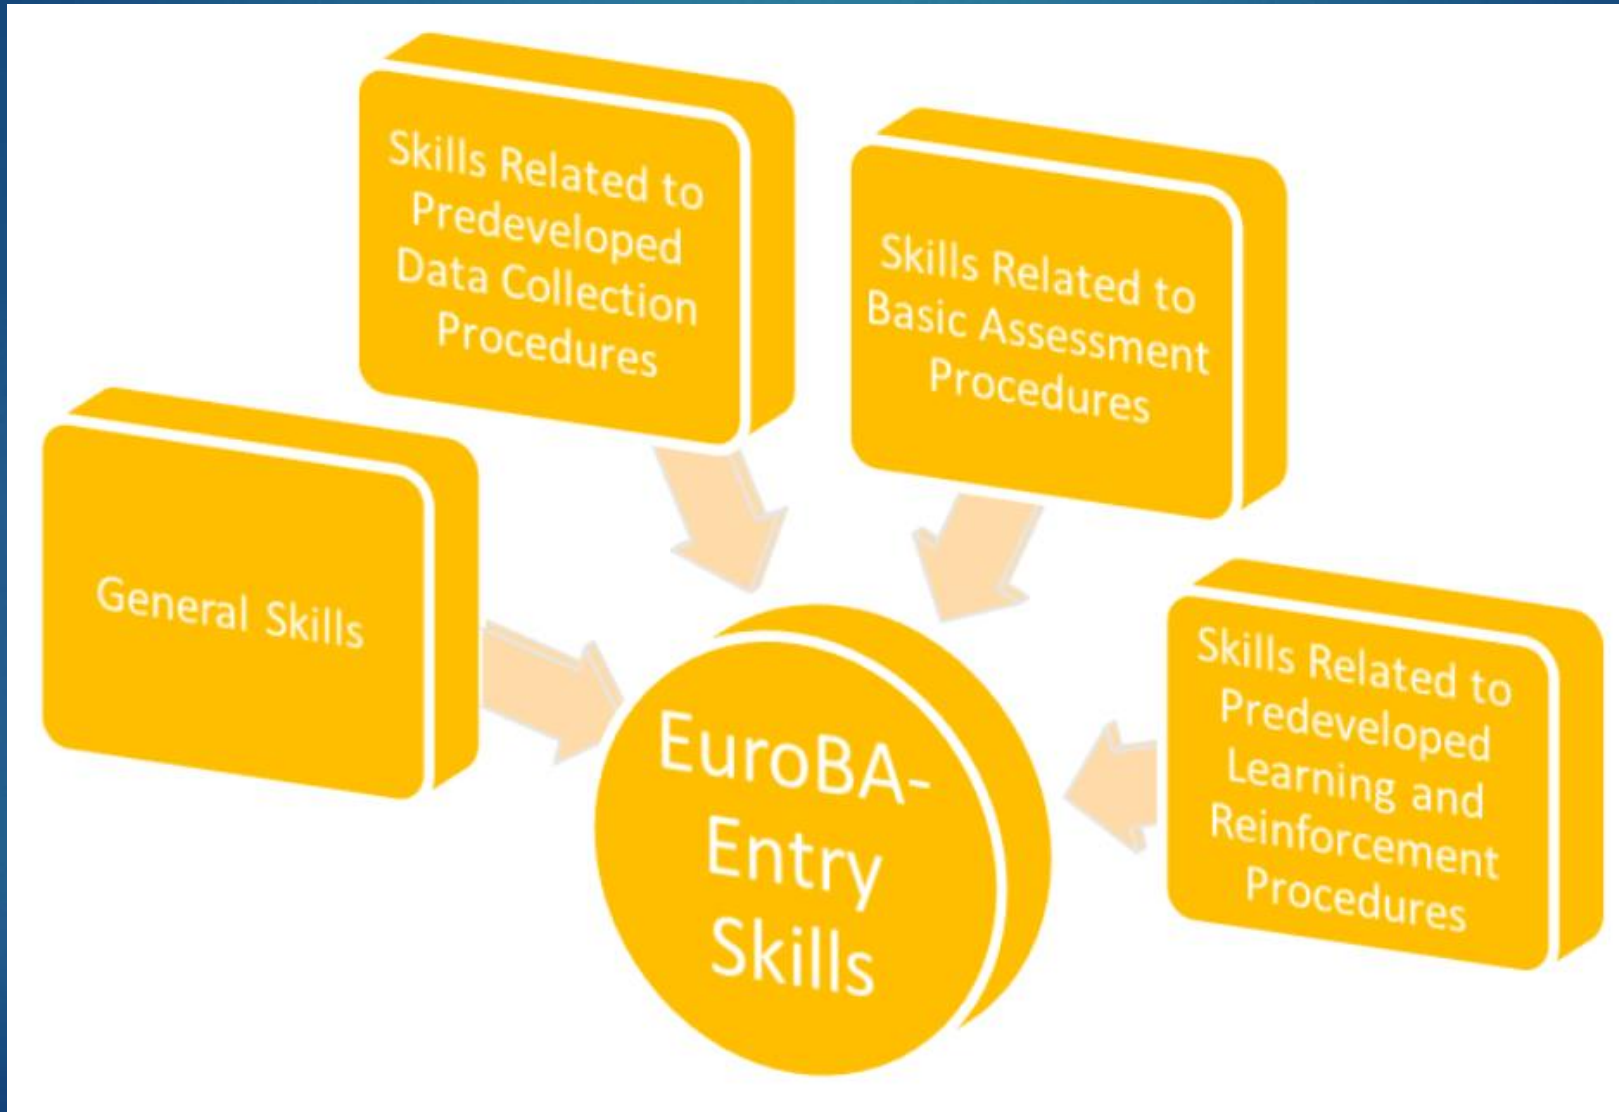 General Skills
Skills Related to
Predeveloped
Data Collection
Procedures
Skills Related to
Basic Assessment
Procedures
Skills Related to
Predeveloped
Learning and
Reinforcement
Procedures
EuroBA-
Entry
Skills